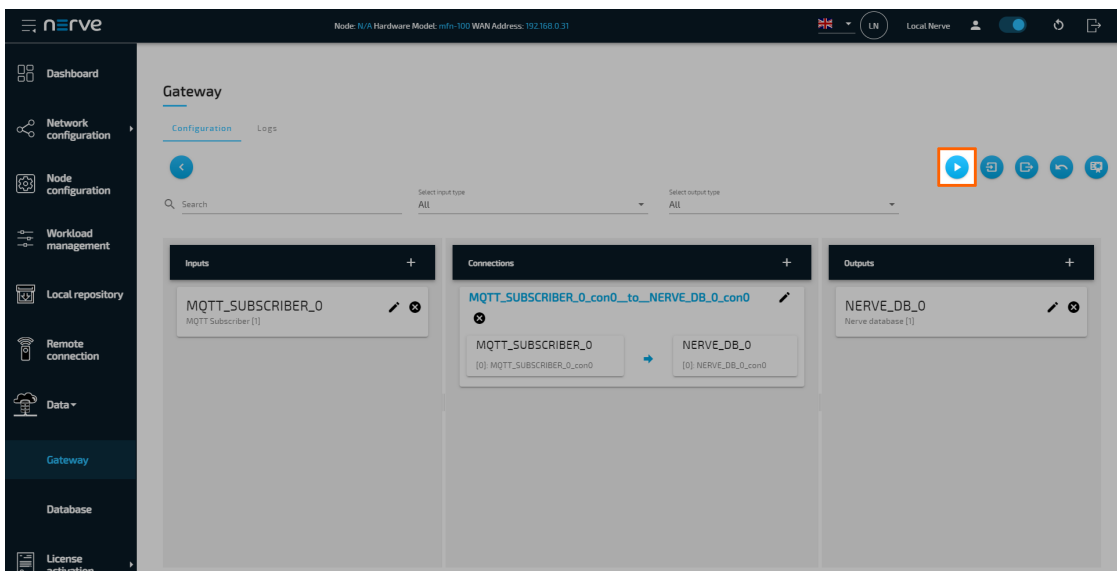 nerve
Node: N/A Hardware Model: mfn-100 WAN Address: 192.168.0.31
LN
Local Nerve
Dashboard
Network
configuration
Node
configuration
Workload
management
Local repository
Remote
connection
Data
Gateway
Database
License
activation
Gateway
Configuration
Logs
Search
Select input type
All
Select output type
All
Inputs +
MQTT_SUBSCRIBER_0
MQTT Subscriber [1]
Connections +
MQTT_SUBSCRIBER_0_con0__to__NERVE_DB_0_con0
MQTT_SUBSCRIBER_0
[0]: MQTT_SUBSCRIBER_0_con0
NERVE_DB_0
[0]: NERVE_DB_0_con0
Outputs +
NERVE_DB_0
Nerve database [1]